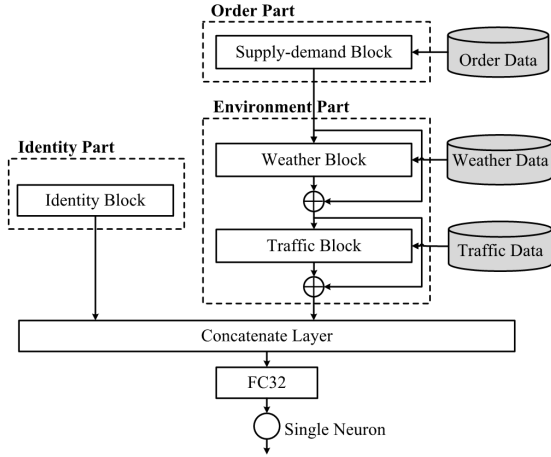 Order Part
Supply-demand Block
Order Data
Environment Part
Identity Part
Weather Block
Weather Data
Identity Block
Traffic Block
Traffic Data
Concatenate Layer
FC32
Single Neuron